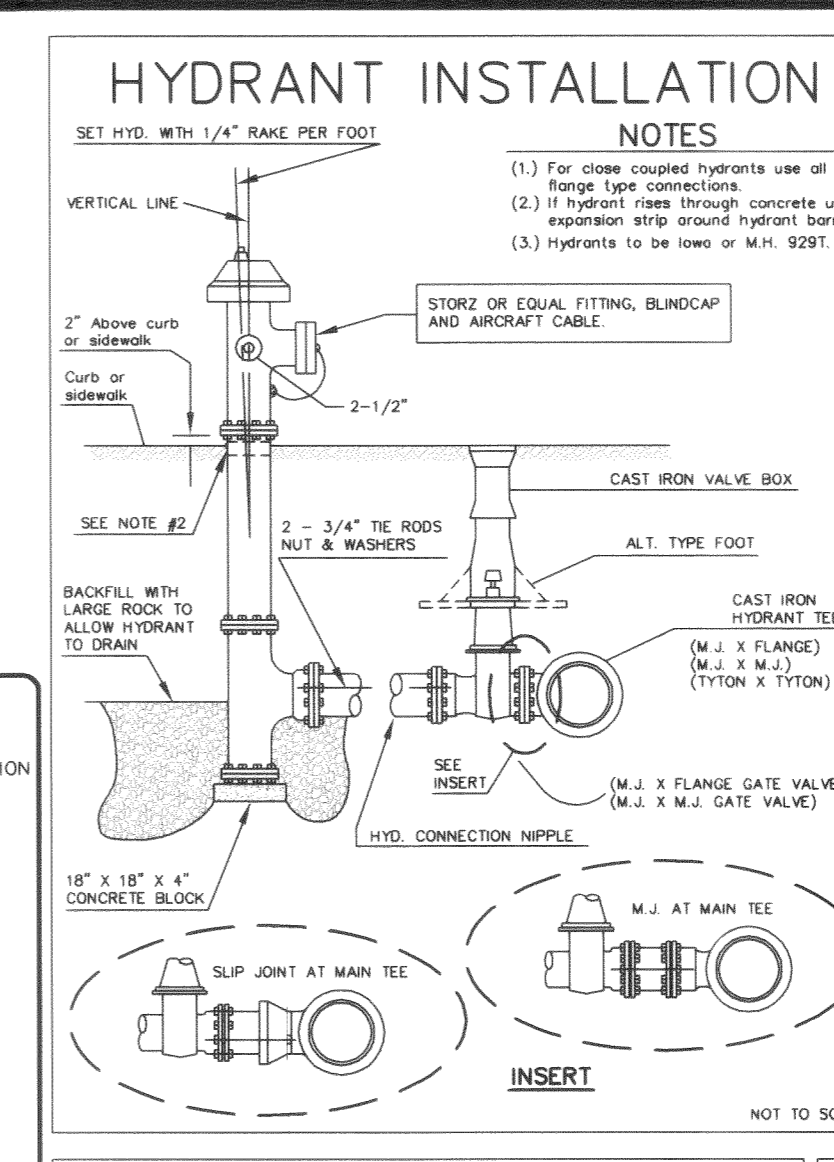 HYDRANT INSTALLATION
SET HYD. WITH 1/4" RAKE PER FOOT
NOTES
(1.) For close coupled hydrants use all
flange type connections.
(2.) If hydrant rises through concrete u
expansion strip around hydrant barr
(3.) Hydrants to be Iowa or M.H. 929T.
VERTICAL LINE
STORZ OR EQUAL FITTING, BLINDCAP
AND AIRCRAFT CABLE.
2" Above curb
or sidewalk
Curb or
sidewalk
2-1/2"
CAST IRON VALVE BOX
SEE NOTE #2
2 - 3/4" TIE RODS
NUT & WASHERS
ALT. TYPE FOOT
BACKFILL WITH
LARGE ROCK TO
ALLOW HYDRANT
TO DRAIN
CAST IRON
HYDRANT TEE
(M.J. X FLANGE)
(M.J. X M.J.)
(TYTON X TYTON)
ION
SEE
INSERT
(M.J. X FLANGE GATE VALVE
(M.J. X M.J. GATE VALVE)
HYD. CONNECTION NIPPLE
18" X 18" X 4"
CONCRETE BLOCK
M.J. AT MAIN TEE
SLIP JOINT AT MAIN TEE
INSERT
NOT TO SC